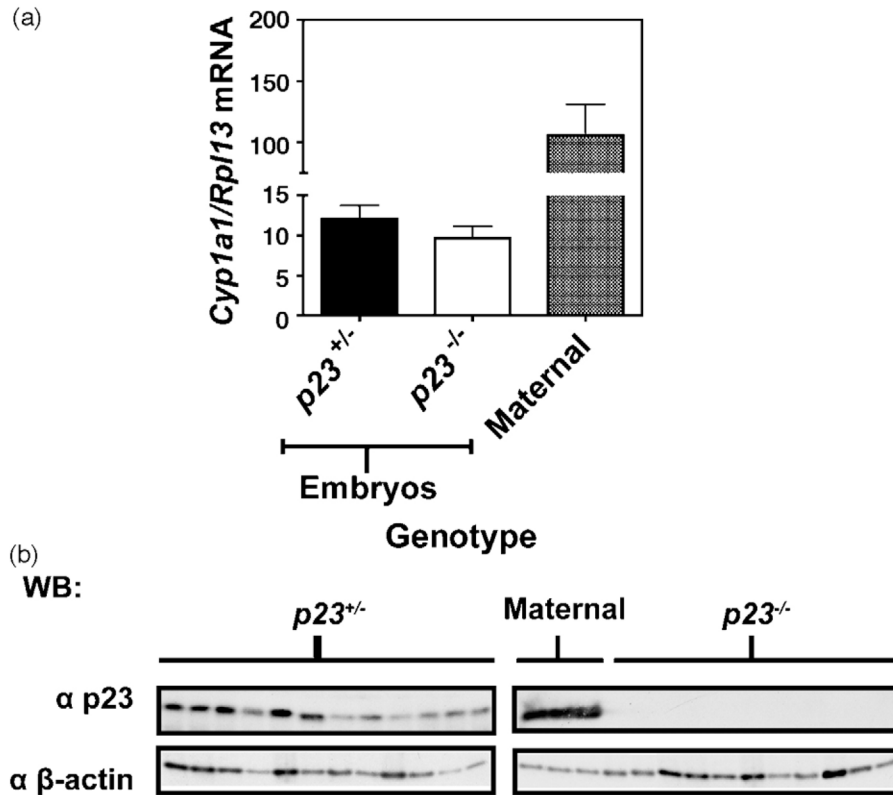 (a)
200
150
100
15
10
5
0
Cyp1a1/Rpl13 mRNA
p23+/-
p23-/-
Maternal
Embryos
Genotype
(b)
WB:
p23+/-
Maternal
p23-/-
α p23
α β-actin